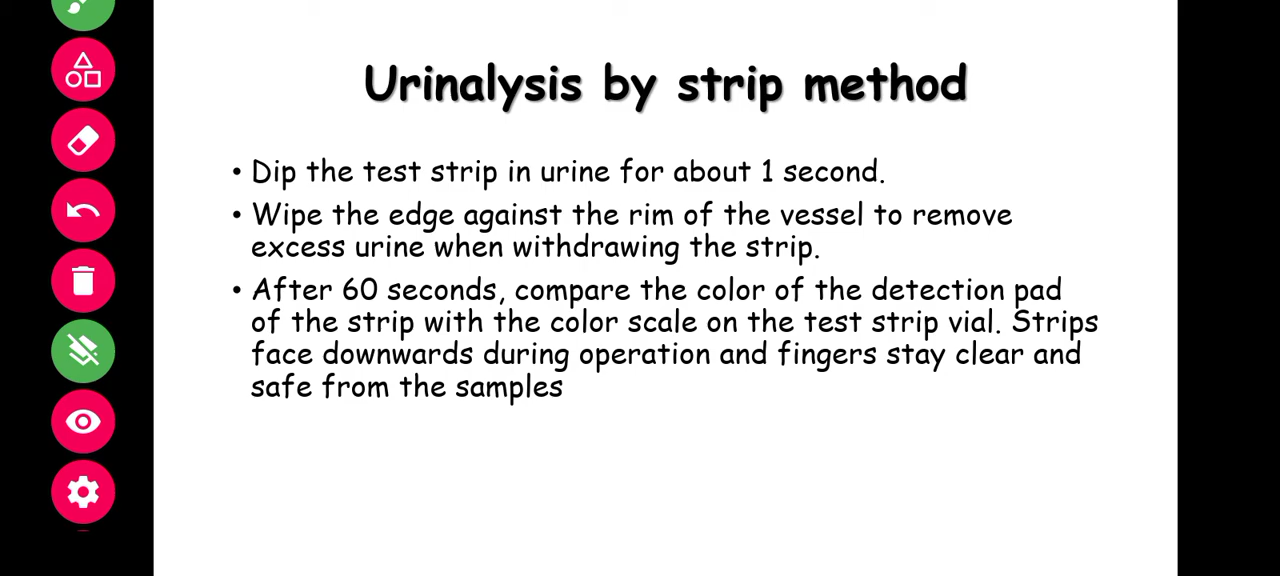 Urinalysis by strip method
• Dip the test strip in urine for about 1 second.
• Wipe the edge against the rim of the vessel to remove
excess urine when withdrawing the strip.
• After 60 seconds, compare the color of the detection pad
of the strip with the color scale on the test strip vial. Strips
face downwards during operation and fingers stay clear and
safe from the samples